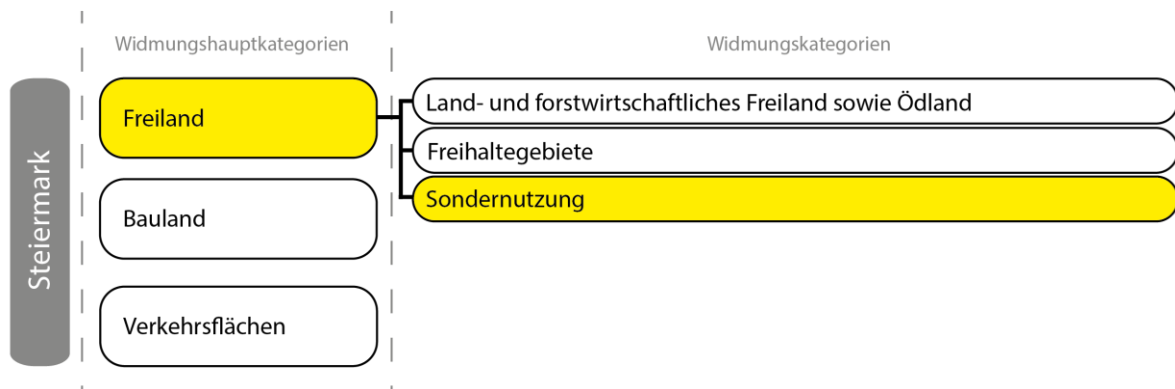 Widmungshauptkategorien
Widmungskategorien
Steiermark
Freiland
Land- und forstwirtschaftliches Freiland sowie Ödland
Freihaltegebiete
Sondernutzung
Bauland
Verkehrsflächen